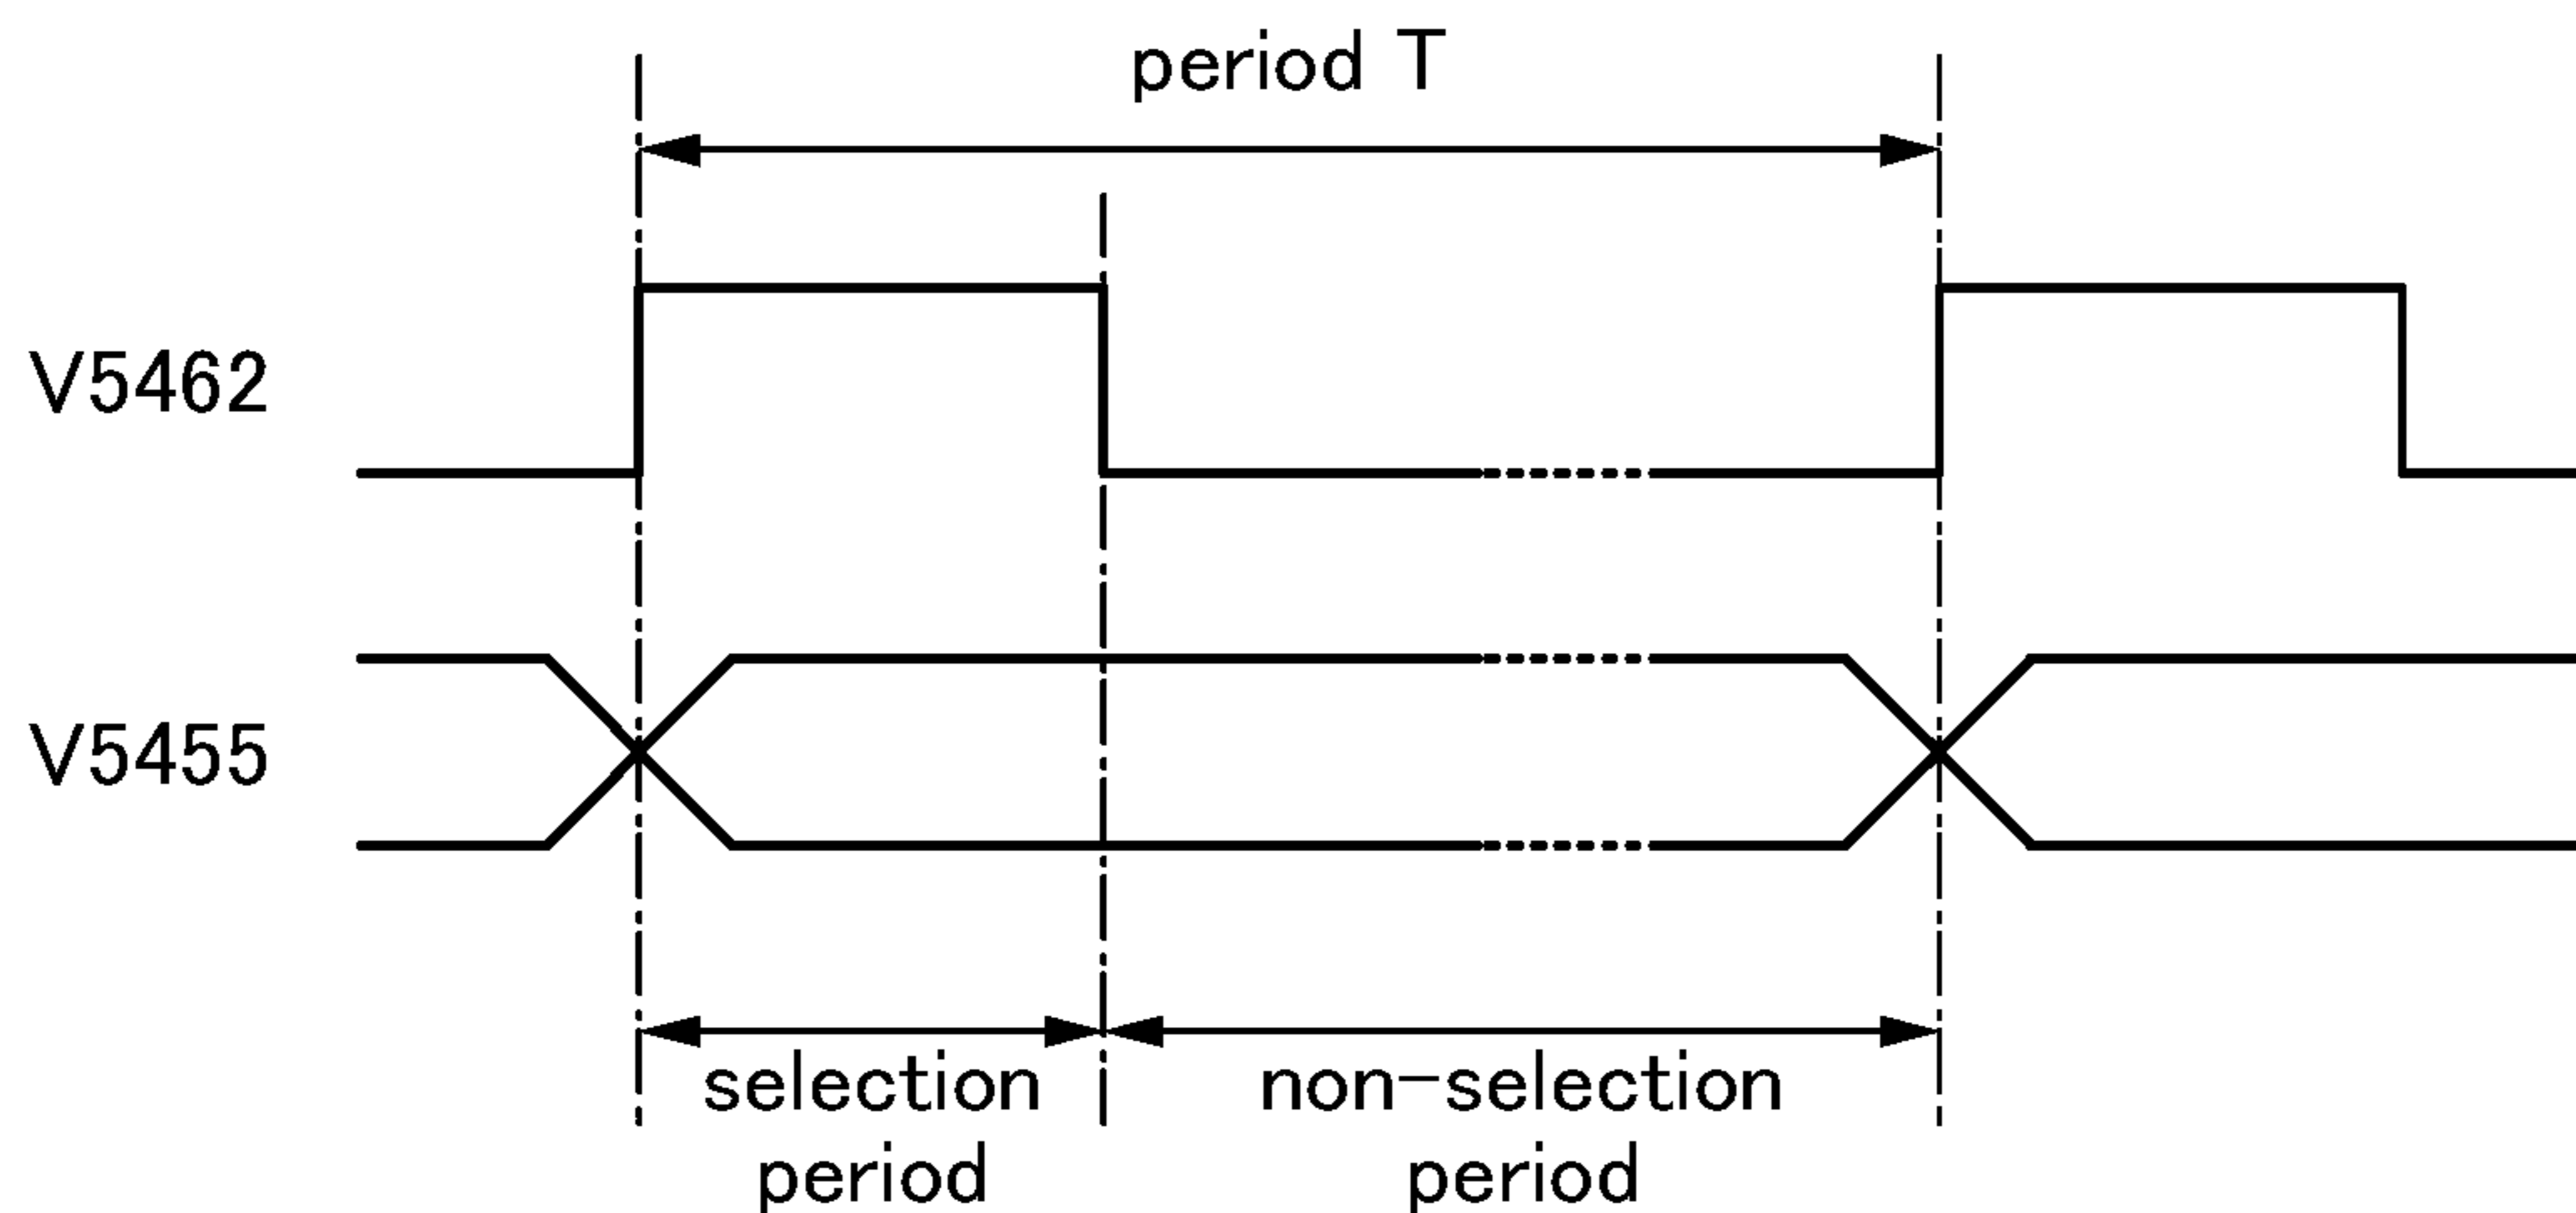 period T
V5462
V5455
selection
period
non-selection
period